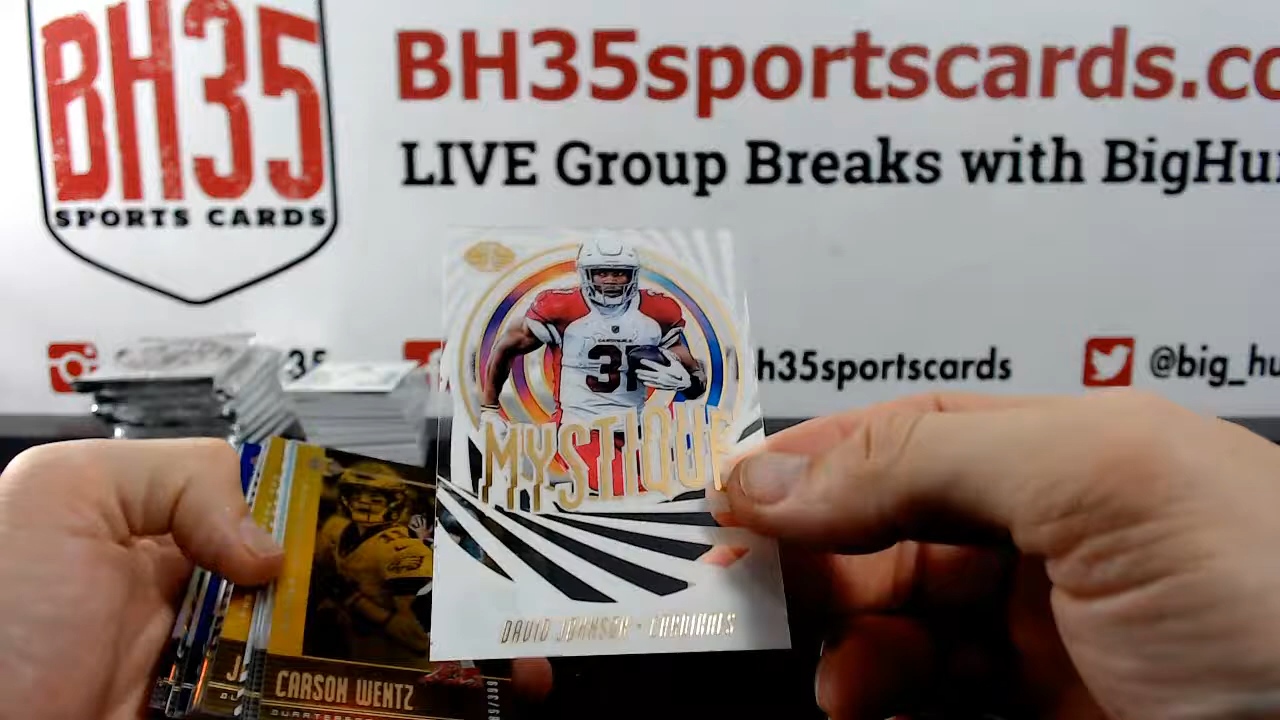 BH35
SPORTS CARDS
BH35sportscards.co
LIVE Group Breaks with BigHu
35
h35sportscards
@big_hu
31
MYSTIQUE
DAVID JOHNSON · CARDINALS
CARSON WENTZ